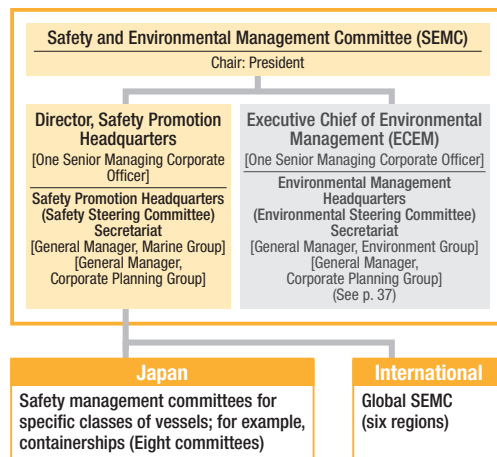 Safety and Environmental Management Committee (SEMC)
Chair: President
Director, Safety Promotion
Headquarters
[One Senior Managing Corporate
Officer]
Safety Promotion Headquarters
(Safety Steering Committee)
Secretariat
[General Manager, Marine Group]
[General Manager,
Corporate Planning Group]
Executive Chief of Environmental
Management (ECEM)
[One Senior Managing Corporate Officer]
Environmental Management
Headquarters
(Environmental Steering Committee)
Secretariat
[General Manager, Environment Group]
[General Manager,
Corporate Planning Group]
(See p. 37)
Japan
Safety management committees for
specific classes of vessels; for example,
containerships (Eight committees)
International
Global SEMC
(six regions)